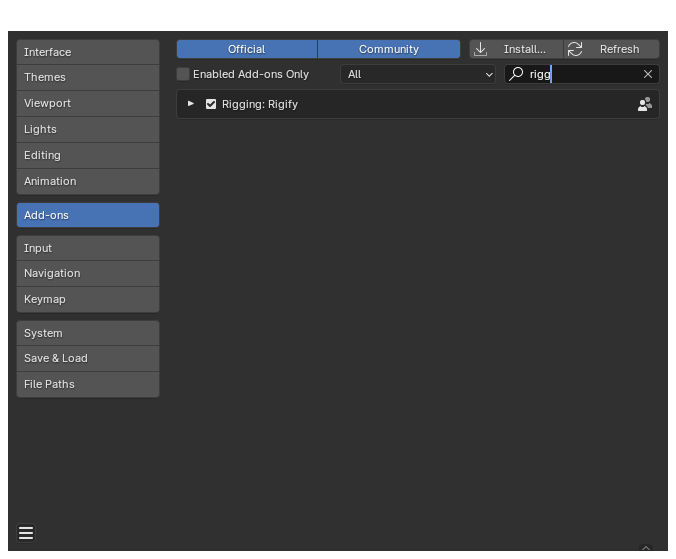 Interface
Themes
Viewport
Lights
Editing
Animation
Add-ons
Input
Navigation
Keymap
System
Save & Load
File Paths
Official Community Install... Refresh
Enabled Add-ons Only All rigg
Rigging: Rigify